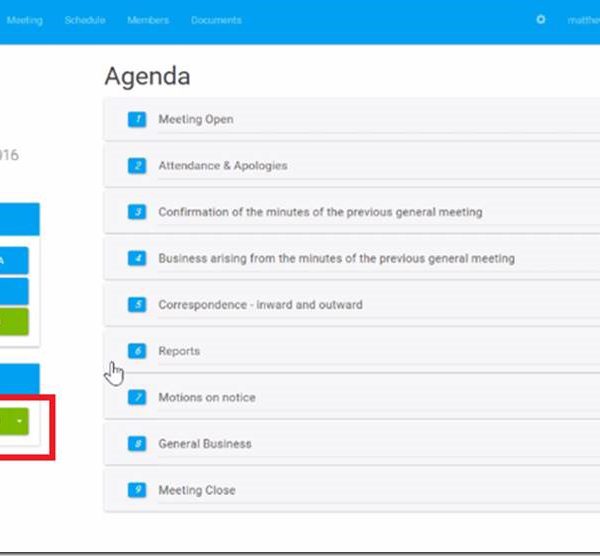 Meeting Schedule Members Documents matthe
Agenda
1 Meeting Open
016
2 Attendance & Apologies
3 Confirmation of the minutes of the previous general meeting
4 Business arising from the minutes of the previous general meeting
A
5 Correspondence - inward and outward
6 Reports
7 Motions on notice
8 General Business
9 Meeting Close